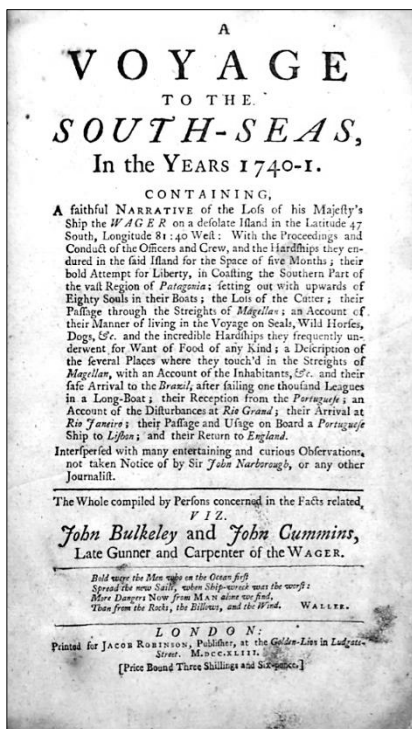 A
VOYAGE
TO THE
SOUTH-SEAS,
In the YEARS 1740-1.
CONTAINING,
A faithful NARRATIVE of the Loſs of his Majeſty's
Ship the WAGER on a deſolate Iſland in the Latitude 47
South, Longitude 81 : 40 Weſt : With the Proceedings and
Conduct of the Officers and Crew, and the Hardſhips they en-
dured in the ſaid Iſland for the Space of five Months ; their
bold Attempt for Liberty, in Coaſting the Southern Part of
the vaſt Region of Patagonia ; ſetting out with upwards of
Eighty Souls in their Boats ; the Loſs of the Cutter ; their
Paſſage through the Streights of Magellan ; an Account of
their Manner of living in the Voyage on Seals, Wild Horſes,
Dogs, &c. and the incredible Hardſhips they frequently un-
derwent for Want of Food of any Kind ; a Deſcription of
the ſeveral Places where they touch'd in the Streights of
Magellan, with an Account of the Inhabitants, &c. and their
ſafe Arrival to the Brazil, after ſailing one thouſand Leagues
in a Long-Boat ; their Reception from the Portugueſe ; an
Account of the Diſturbances at Rio Grand ; their Arrival at
Rio Janeiro ; their Paſſage and Uſage on Board a Portugueſe
Ship to Liſbon ; and their Return to England.
Interſperſed with many entertaining and curious Obſervations,
not taken Notice of by Sir John Narborough, or any other
Journaliſt.
The Whole compiled by Perſons concerned in the Facts related,
VIZ.
John Bulkeley and John Cummins,
Late Gunner and Carpenter of the WAGER.
Bold were the Men who on the Ocean firſt
Spread the new Sails, when Ship-wreck was the worſt :
More Dangers Now from MAN alone we find,
Than from the Rocks, the Billows, and the Wind. WALLER.
LONDON:
Printed for JACOB ROBINSON, Publiſher, at the Golden-Lion in Ludgate-
Street. M.DCC.XLIII.
[Price Bound Three Shillings and Six-pence.]